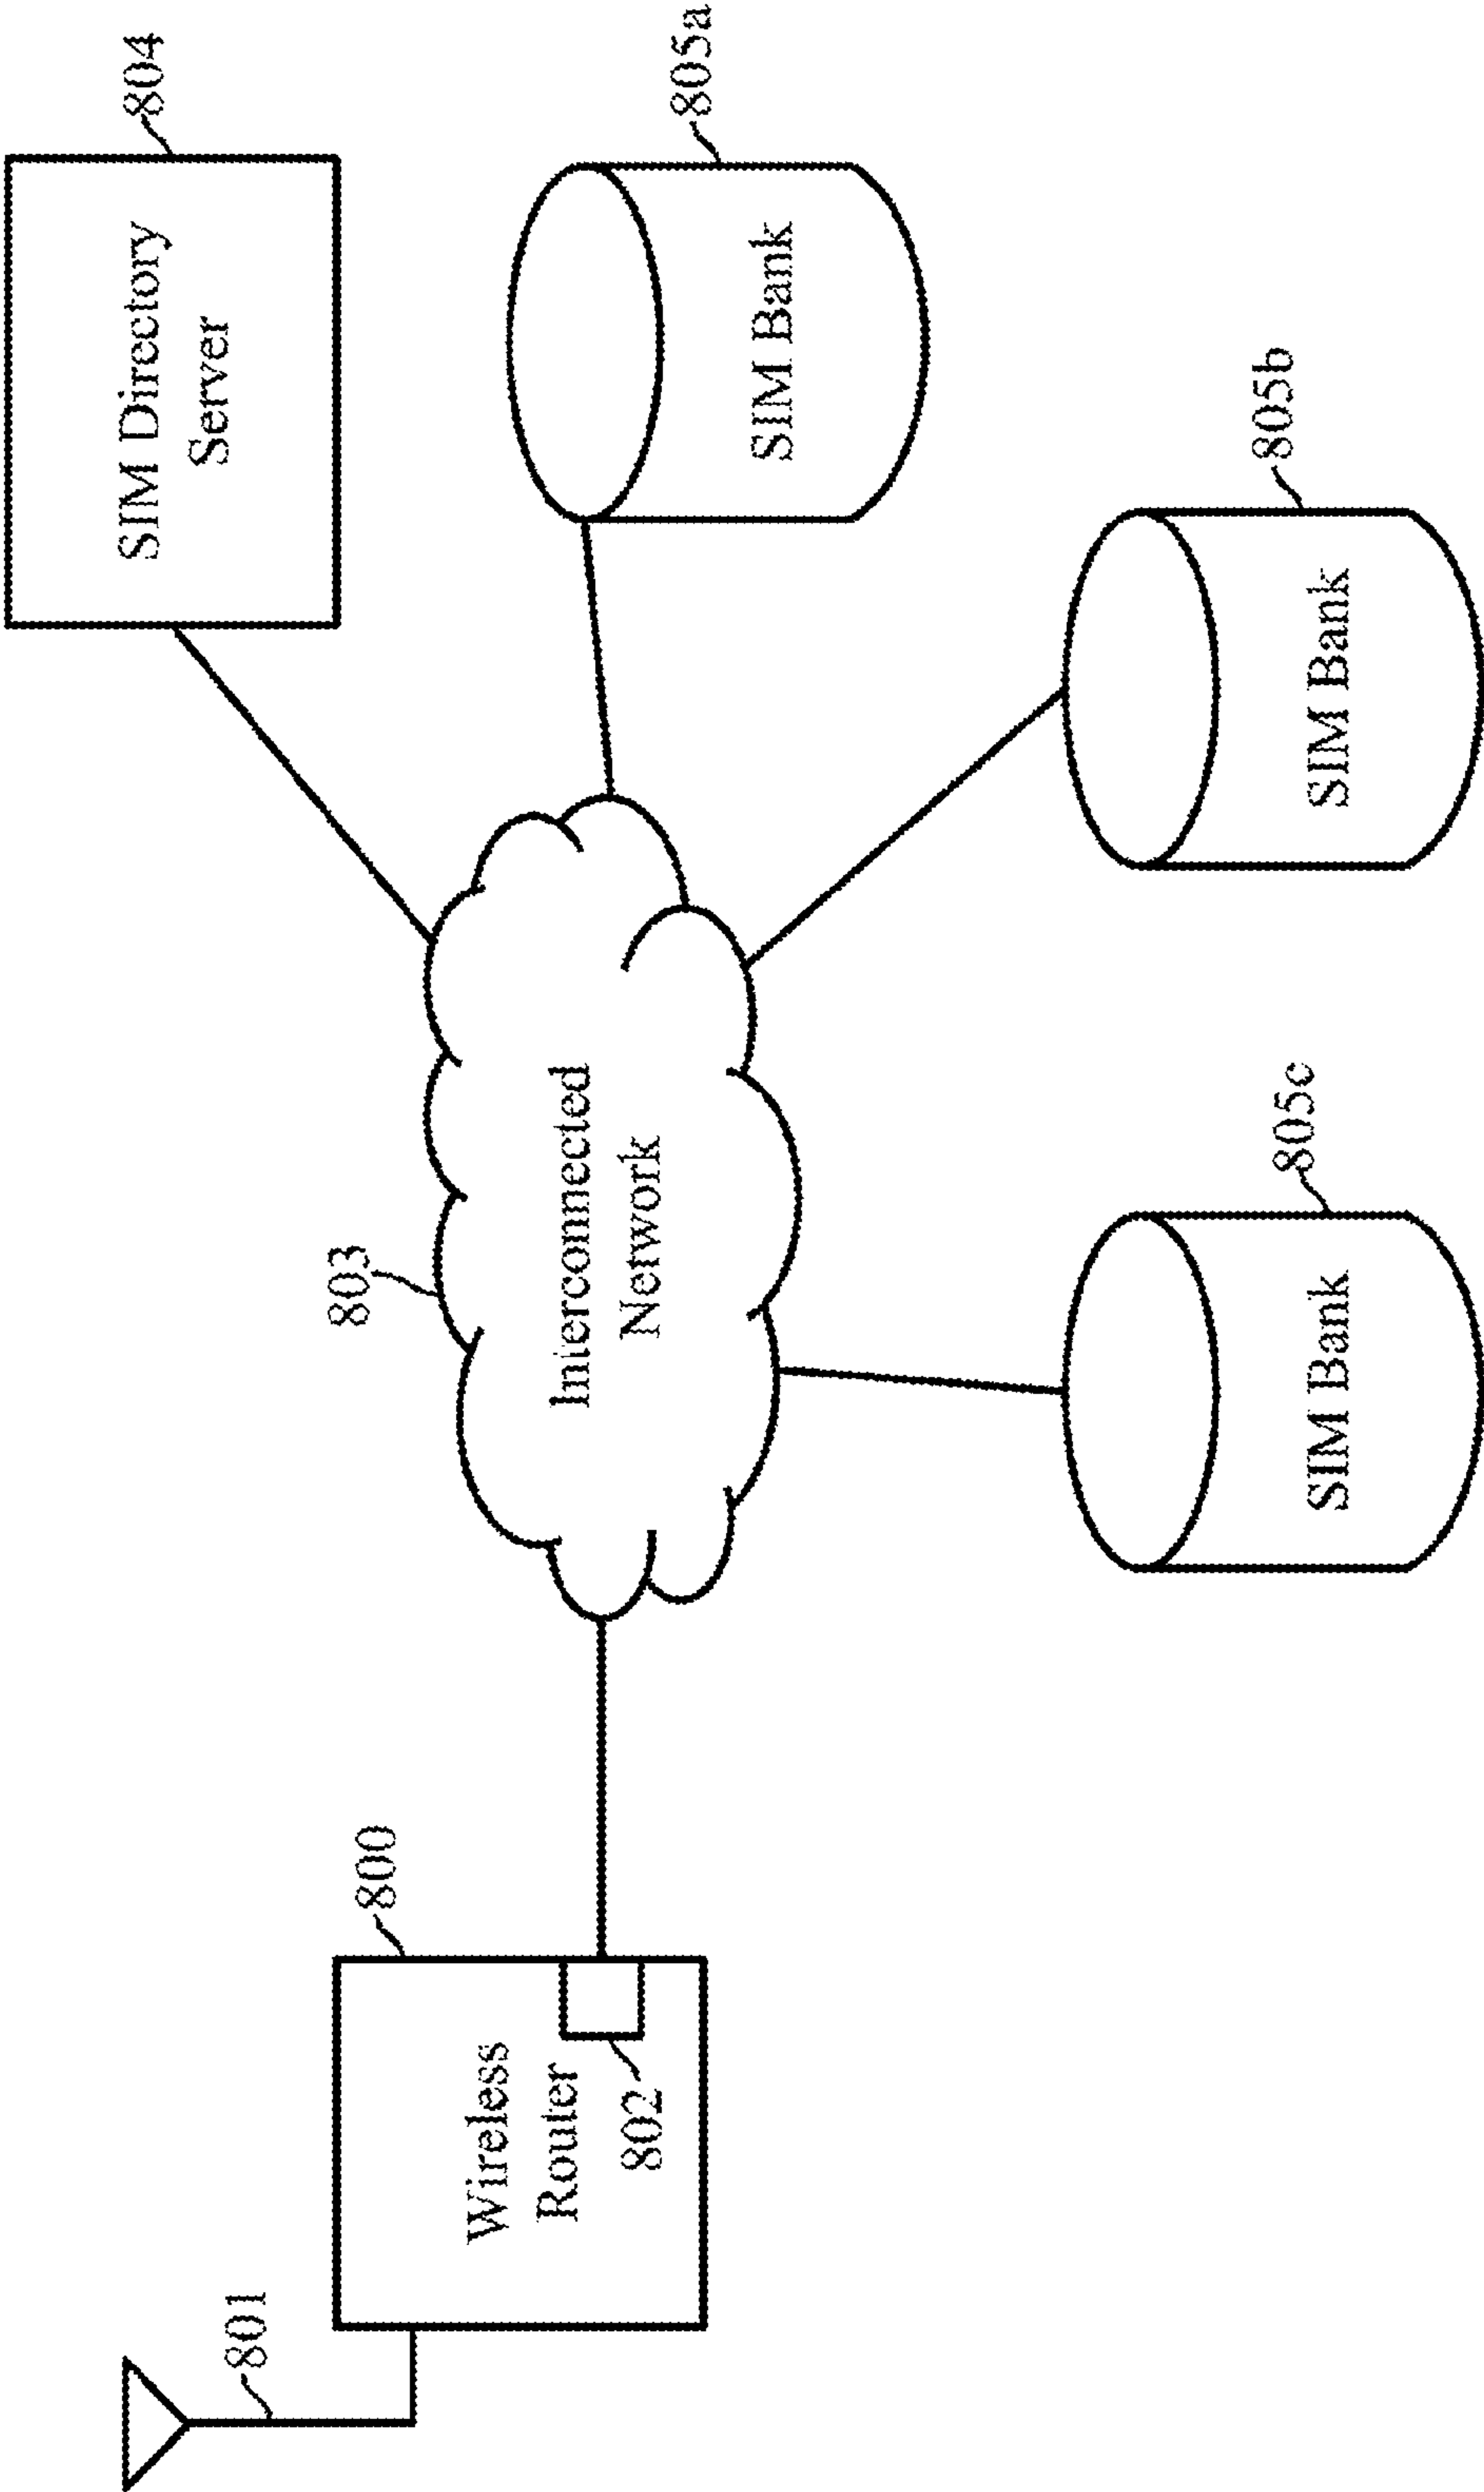 801
Wireless
Router
800
802
803
Interconnected
Network
SIM Directory
Server
804
SIM Bank
805a
SIM Bank
805b
SIM Bank
805c